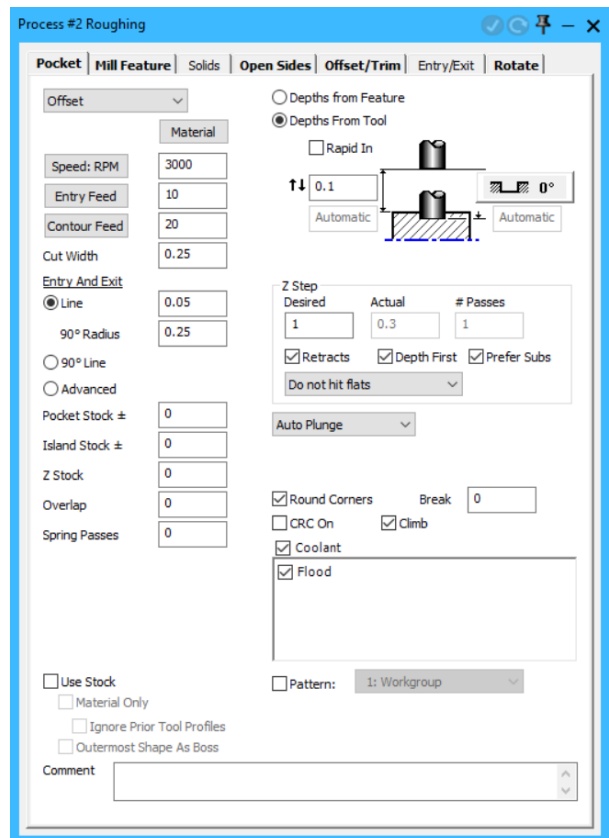 Process #2 Roughing
Pocket Mill Feature Solids Open Sides Offset/Trim Entry/Exit Rotate
Offset
Material
Speed: RPM 3000
Entry Feed 10
Contour Feed 20
Cut Width 0.25
Entry And Exit
Line 0.05
90° Radius 0.25
90° Line
Advanced
Pocket Stock ± 0
Island Stock ± 0
Z Stock 0
Overlap 0
Spring Passes 0
Depths from Feature
Depths From Tool
Rapid In
0.1
0°
Automatic Automatic
Z Step
Desired Actual # Passes
1 0.3 1
Retracts Depth First Prefer Subs
Do not hit flats
Auto Plunge
Round Corners Break 0
CRC On Climb
Coolant
Flood
Use Stock
Material Only
Ignore Prior Tool Profiles
Outermost Shape As Boss
Pattern: 1: Workgroup
Comment